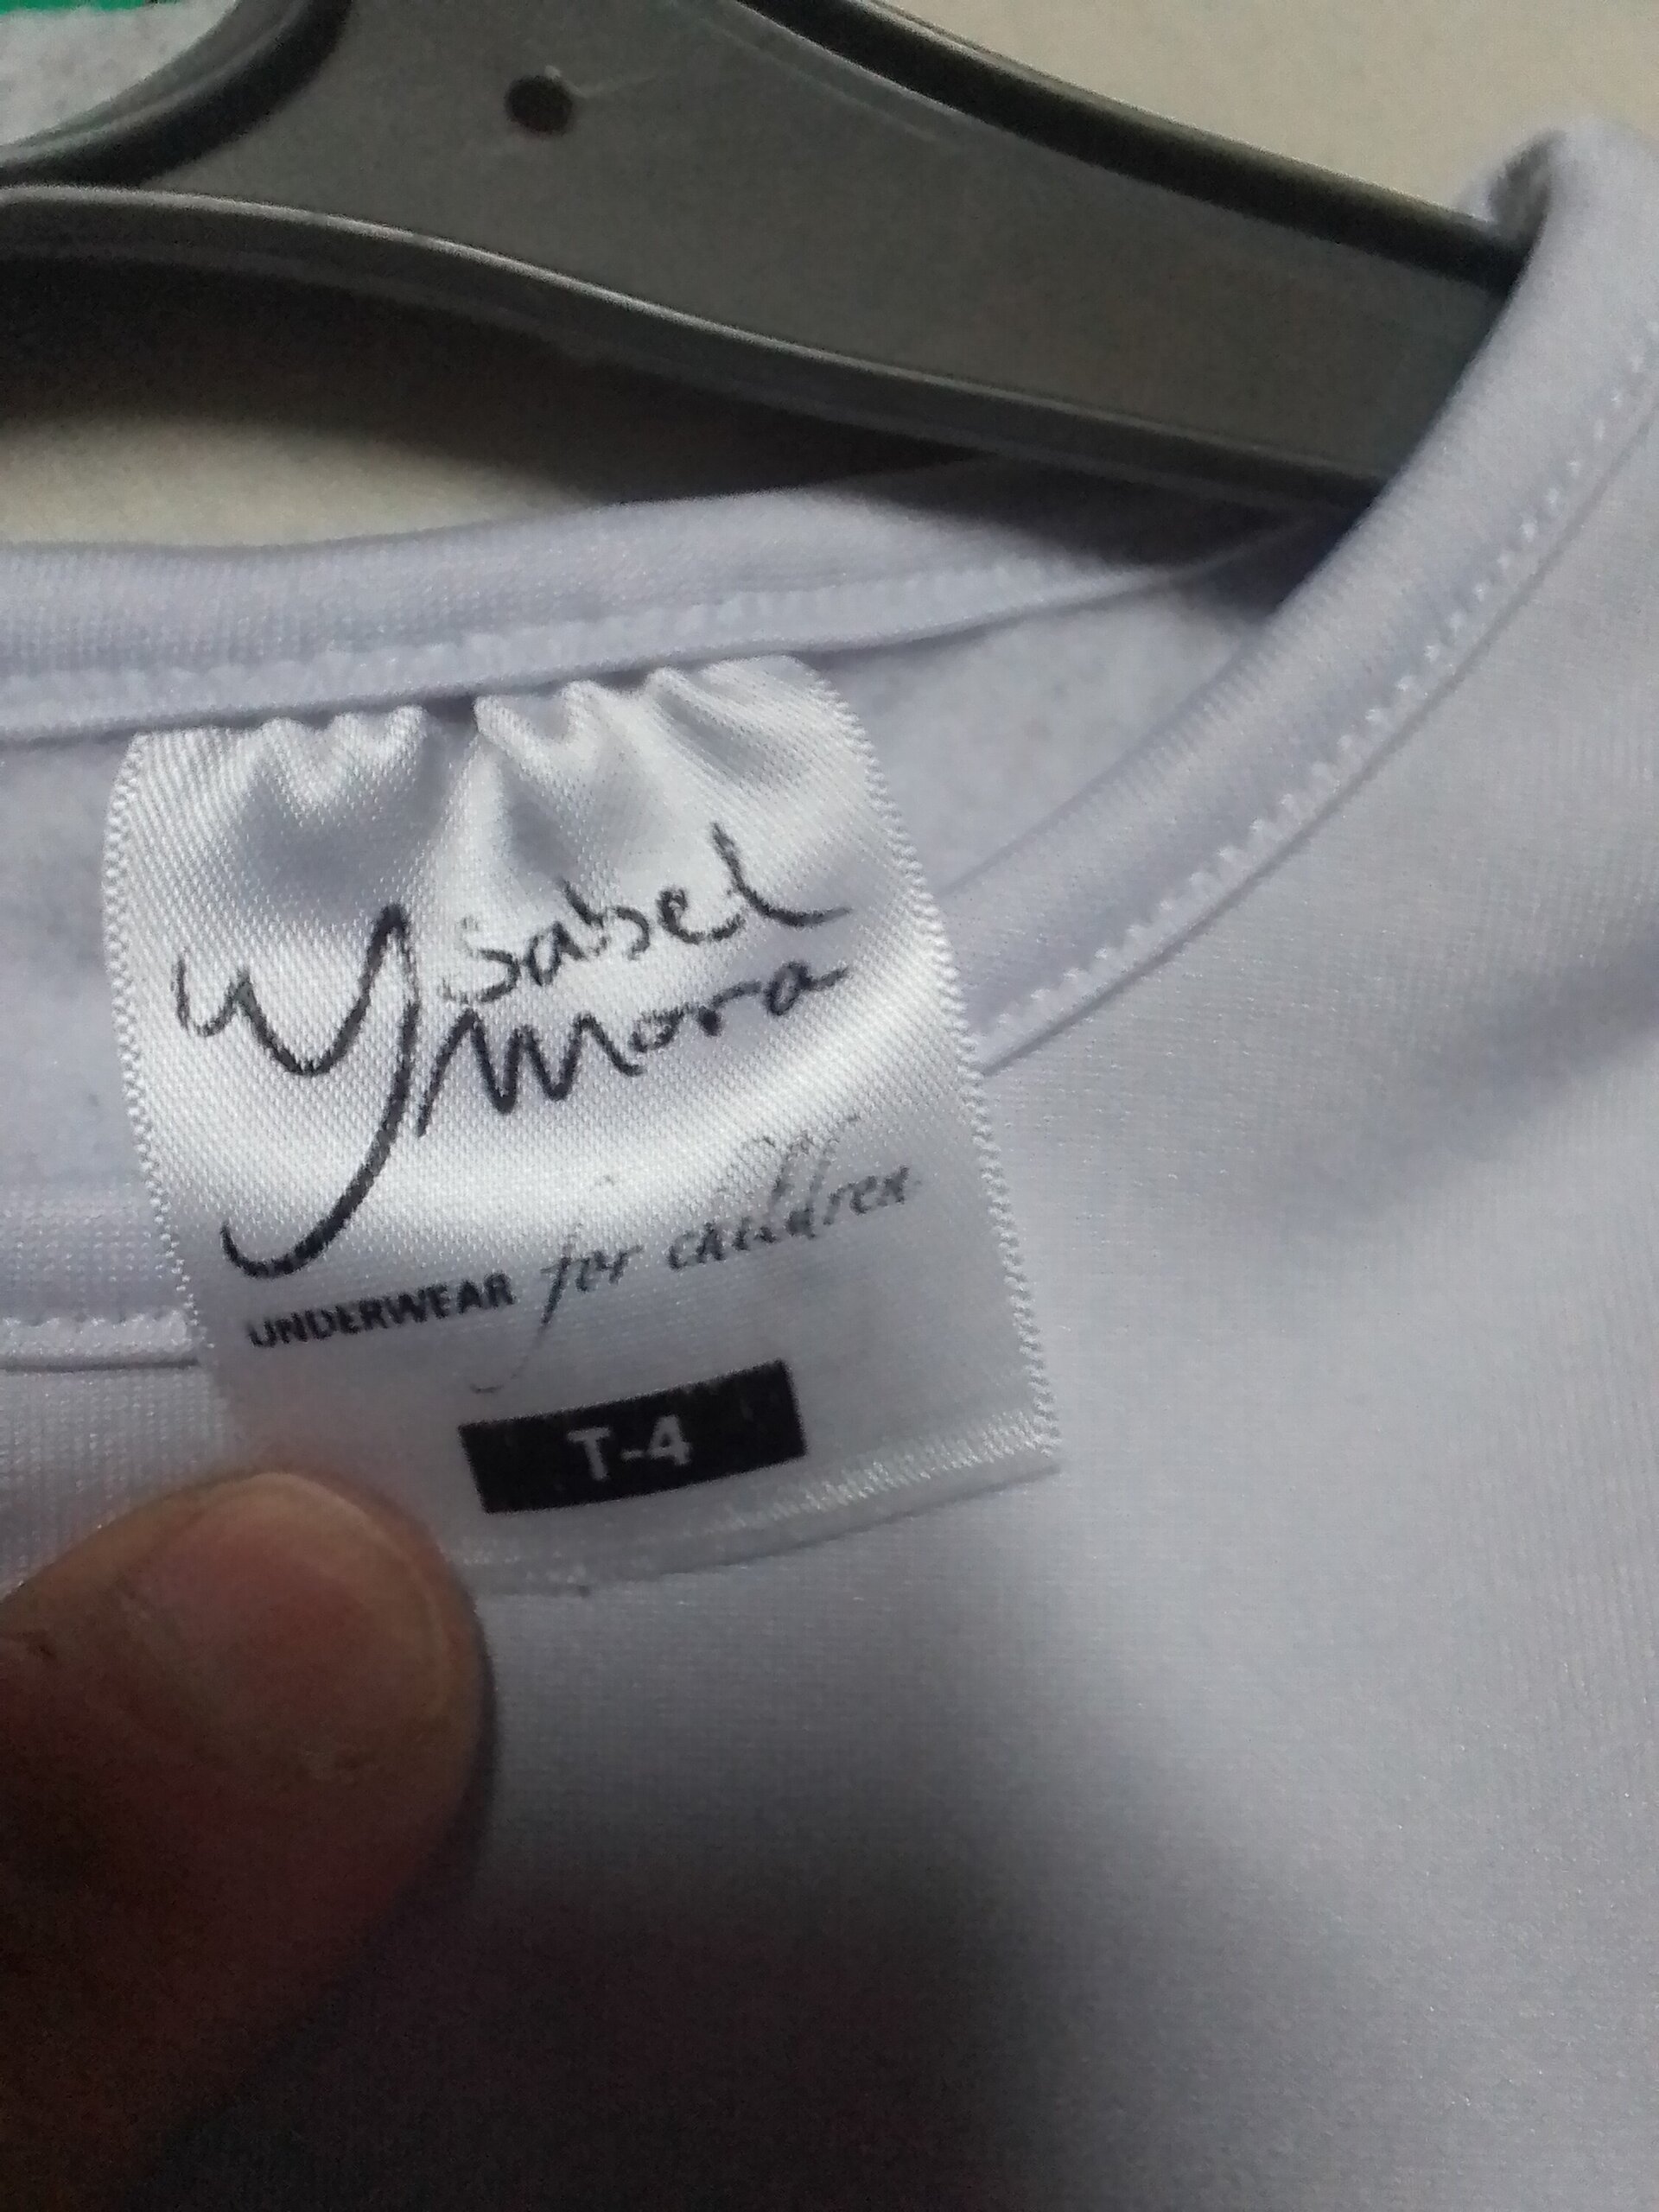 Ysabel
Mora
UNDERWEAR for children
T-4